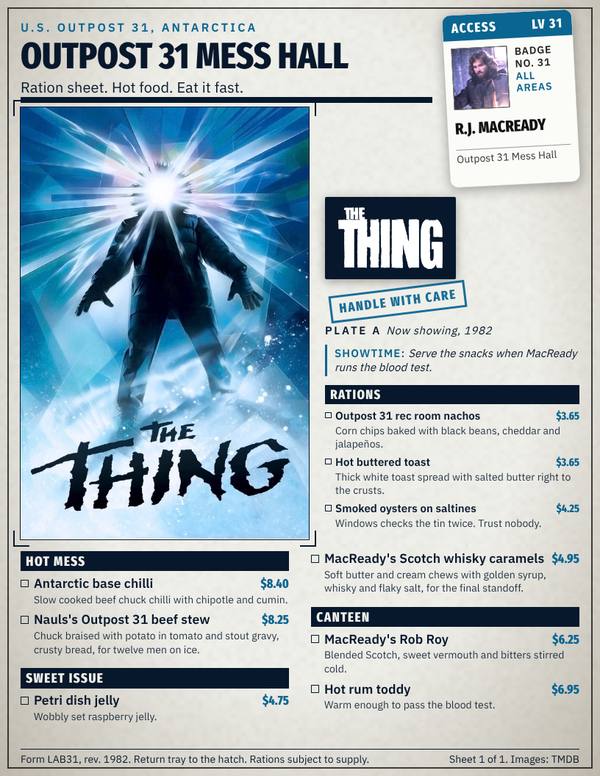 U.S. OUTPOST 31, ANTARCTICA
OUTPOST 31 MESS HALL
Ration sheet. Hot food. Eat it fast.
ACCESS LV 31
BADGE
NO. 31
ALL
AREAS
R.J. MACREADY
Outpost 31 Mess Hall
THE
THING
THE
THING
HANDLE WITH CARE
PLATE A Now showing, 1982
SHOWTIME: Serve the snacks when MacReady
runs the blood test.
RATIONS
Outpost 31 rec room nachos $3.65
Corn chips baked with black beans, cheddar and
jalapeños.
Hot buttered toast $3.65
Thick white toast spread with salted butter right to
the crusts.
Smoked oysters on saltines $4.25
Windows checks the tin twice. Trust nobody.
HOT MESS
Antarctic base chilli $8.40
Slow cooked beef chuck chilli with chipotle and cumin.
Nauls's Outpost 31 beef stew $8.25
Chuck braised with potato in tomato and stout gravy,
crusty bread, for twelve men on ice.
SWEET ISSUE
Petri dish jelly $4.75
Wobbly set raspberry jelly.
MacReady's Scotch whisky caramels $4.95
Soft butter and cream chews with golden syrup,
whisky and flaky salt, for the final standoff.
CANTEEN
MacReady's Rob Roy $6.25
Blended Scotch, sweet vermouth and bitters stirred
cold.
Hot rum toddy $6.95
Warm enough to pass the blood test.
Form LAB31, rev. 1982. Return tray to the hatch. Rations subject to supply. Sheet 1 of 1. Images: TMDB